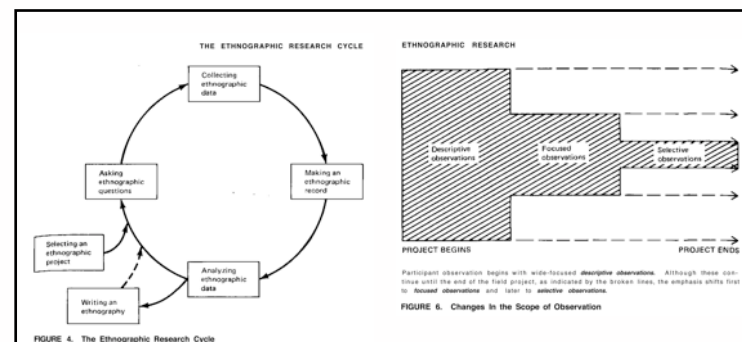 THE ETHNOGRAPHIC RESEARCH CYCLE
Collecting
ethnographic
data
Asking
ethnographic
questions
Making an
ethnographic
record
Selecting an
ethnographic
project
Analyzing
ethnographic
data
Writing an
ethnography
FIGURE 4. The Ethnographic Research Cycle
ETHNOGRAPHIC RESEARCH
Descriptive
observations
Focused
observations
Selective
observations
PROJECT BEGINS
PROJECT ENDS
Participant observation begins with wide-focused descriptive observations. Although these con-
tinue until the end of the field project, as indicated by the broken lines, the emphasis shifts first
to focused observations and later to selective observations.
FIGURE 6. Changes In the Scope of Observation